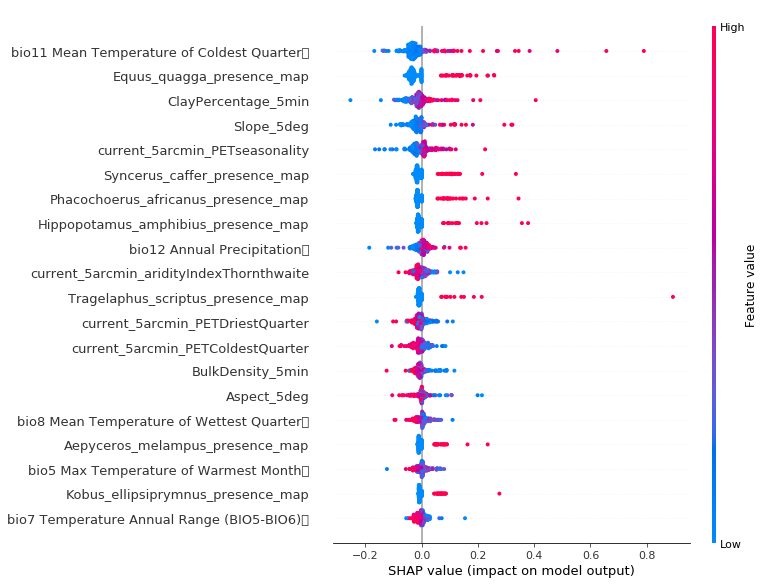 High
bio11 Mean Temperature of Coldest Quarter
Equus_quagga_presence_map
ClayPercentage_5min
Slope_5deg
current_5arcmin_PETseasonality
Syncerus_caffer_presence_map
Phacochoerus_africanus_presence_map
Hippopotamus_amphibius_presence_map
bio12 Annual Precipitation
current_5arcmin_aridityIndexThornthwaite
Tragelaphus_scriptus_presence_map
current_5arcmin_PETDriestQuarter
current_5arcmin_PETColdestQuarter
BulkDensity_5min
Aspect_5deg
bio8 Mean Temperature of Wettest Quarter
Aepyceros_melampus_presence_map
bio5 Max Temperature of Warmest Month
Kobus_ellipsiprymnus_presence_map
bio7 Temperature Annual Range (BIO5-BIO6)
Feature value
Low
−0.2 0.0 0.2 0.4 0.6 0.8
SHAP value (impact on model output)